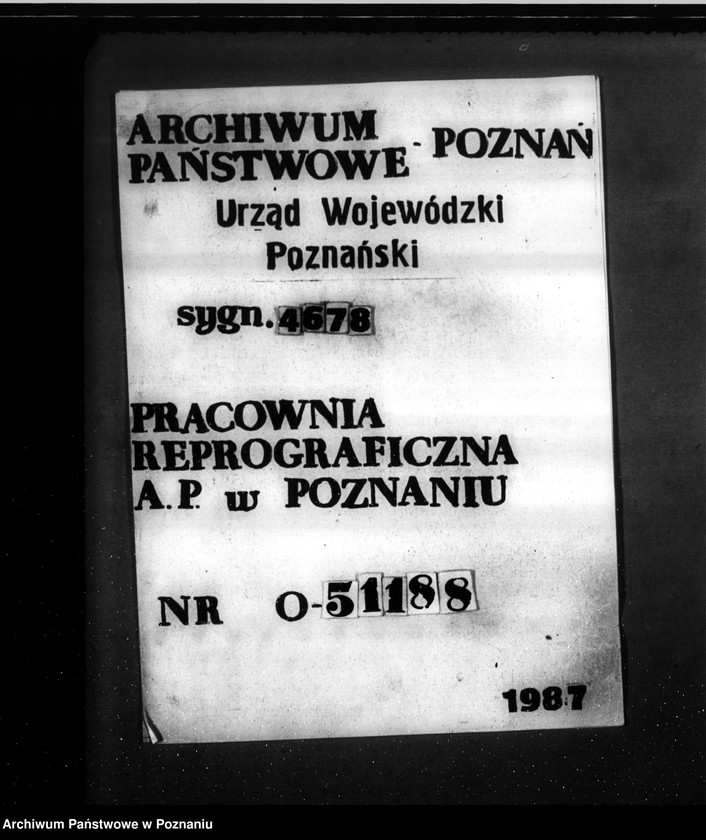 ARCHIWUM
PAŃSTWOWE - POZNAŃ
Urząd Wojewódzki
Poznański
sygn. 4678
PRACOWNIA
REPROGRAFICZNA
A.P. w POZNANIU
NR O-51188
1987
Archiwum Państwowe w Poznaniu